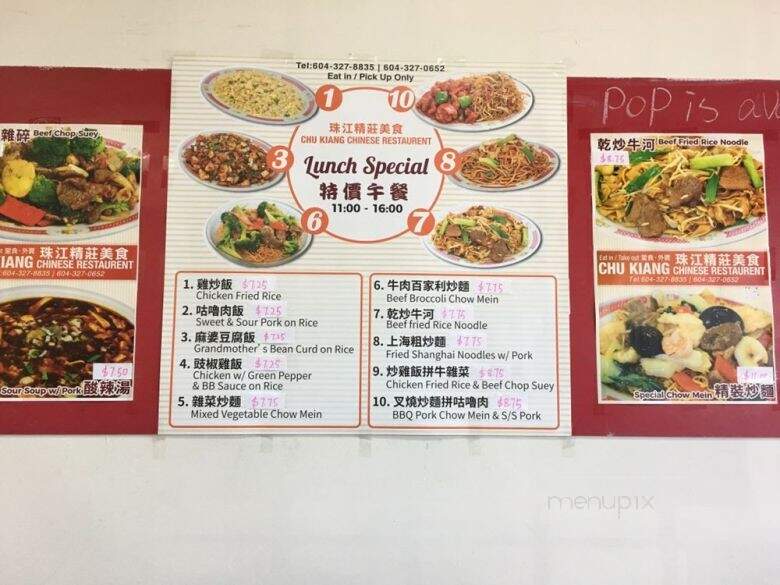 雜碎 Beef Chop Suey
珠江精莊美食
IANG CHINESE RESTAURENT
604-327-8835 | 604-327-0652
$7.50
Sour Soup w/ Pork 酸辣湯
Tel:604-327-8835 | 604-327-0652
Eat in / Pick Up Only
1 10
珠江精莊美食
CHU KIANG CHINESE RESTAURENT
3 8
Lunch Special
特價午餐
11:00 - 16:00
6 7
1. 雞炒飯 $7.25
Chicken Fried Rice
2. 咕嚕肉飯 $7.25
Sweet & Sour Pork on Rice
3. 麻婆豆腐飯 $7.25
Grandmother's Bean Curd on Rice
4. 豉椒雞飯 $7.25
Chicken w/ Green Pepper
& BB Sauce on Rice
5. 雜菜炒麵 $7.75
Mixed Vegetable Chow Mein
6. 牛肉百家利炒麵 $7.75
Beef Broccoli Chow Mein
7. 乾炒牛河 $7.75
Beef fried Rice Noodle
8. 上海粗炒麵 $7.75
Fried Shanghai Noodles w/ Pork
9. 炒雞飯拼牛雜菜 $8.75
Chicken Fried Rice & Beef Chop Suey
10. 叉燒炒麵拼咕嚕肉 $8.75
BBQ Pork Chow Mein & S/S Pork
POP is
乾炒牛河 Beef Fried Rice Noodle
$8.75
Eat in / Take out 堂食·外賣 珠江精莊美食
CHU KIANG CHINESE RESTAURENT
Tel 604-327-8835 | 604-327-0652
$11.00
Special Chow Mein 精裝炒麵
menupix